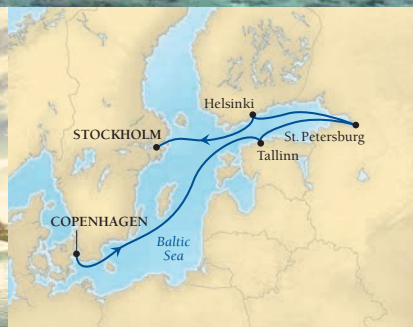 Helsinki
STOCKHOLM
St. Petersburg
Tallinn
COPENHAGEN
Baltic
Sea